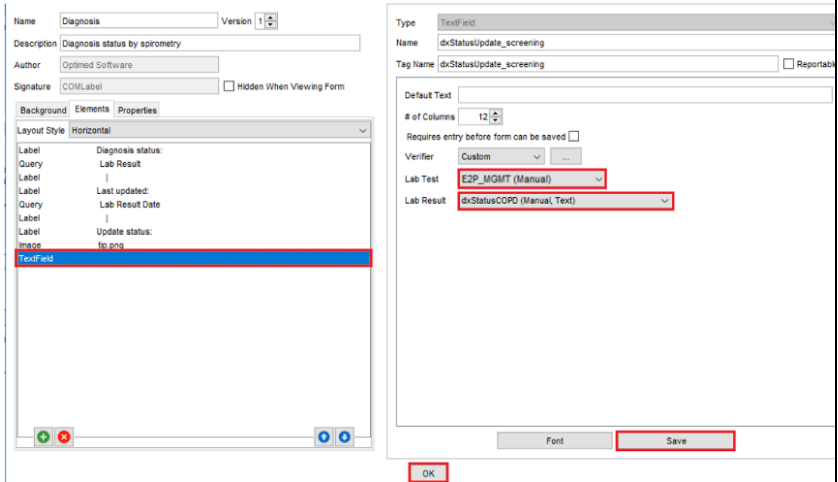 Name Diagnosis Version 1
Description Diagnosis status by spirometry
Author Optimed Software
Signature COMLabel Hidden When Viewing Form
Background Elements Properties
Layout Style Horizontal
Label Diagnosis status:
Query Lab Result
Label |
Label Last updated:
Query Lab Result Date
Label |
Label Update status:
Image tip.png
TextField
Type TextField
Name dxStatusUpdate_screening
Tag Name dxStatusUpdate_screening Reportabl
Default Text
# of Columns 12
Requires entry before form can be saved
Verifier Custom ...
Lab Test E2P_MGMT (Manual)
Lab Result dxStatusCOPD (Manual, Text)
Font Save
OK